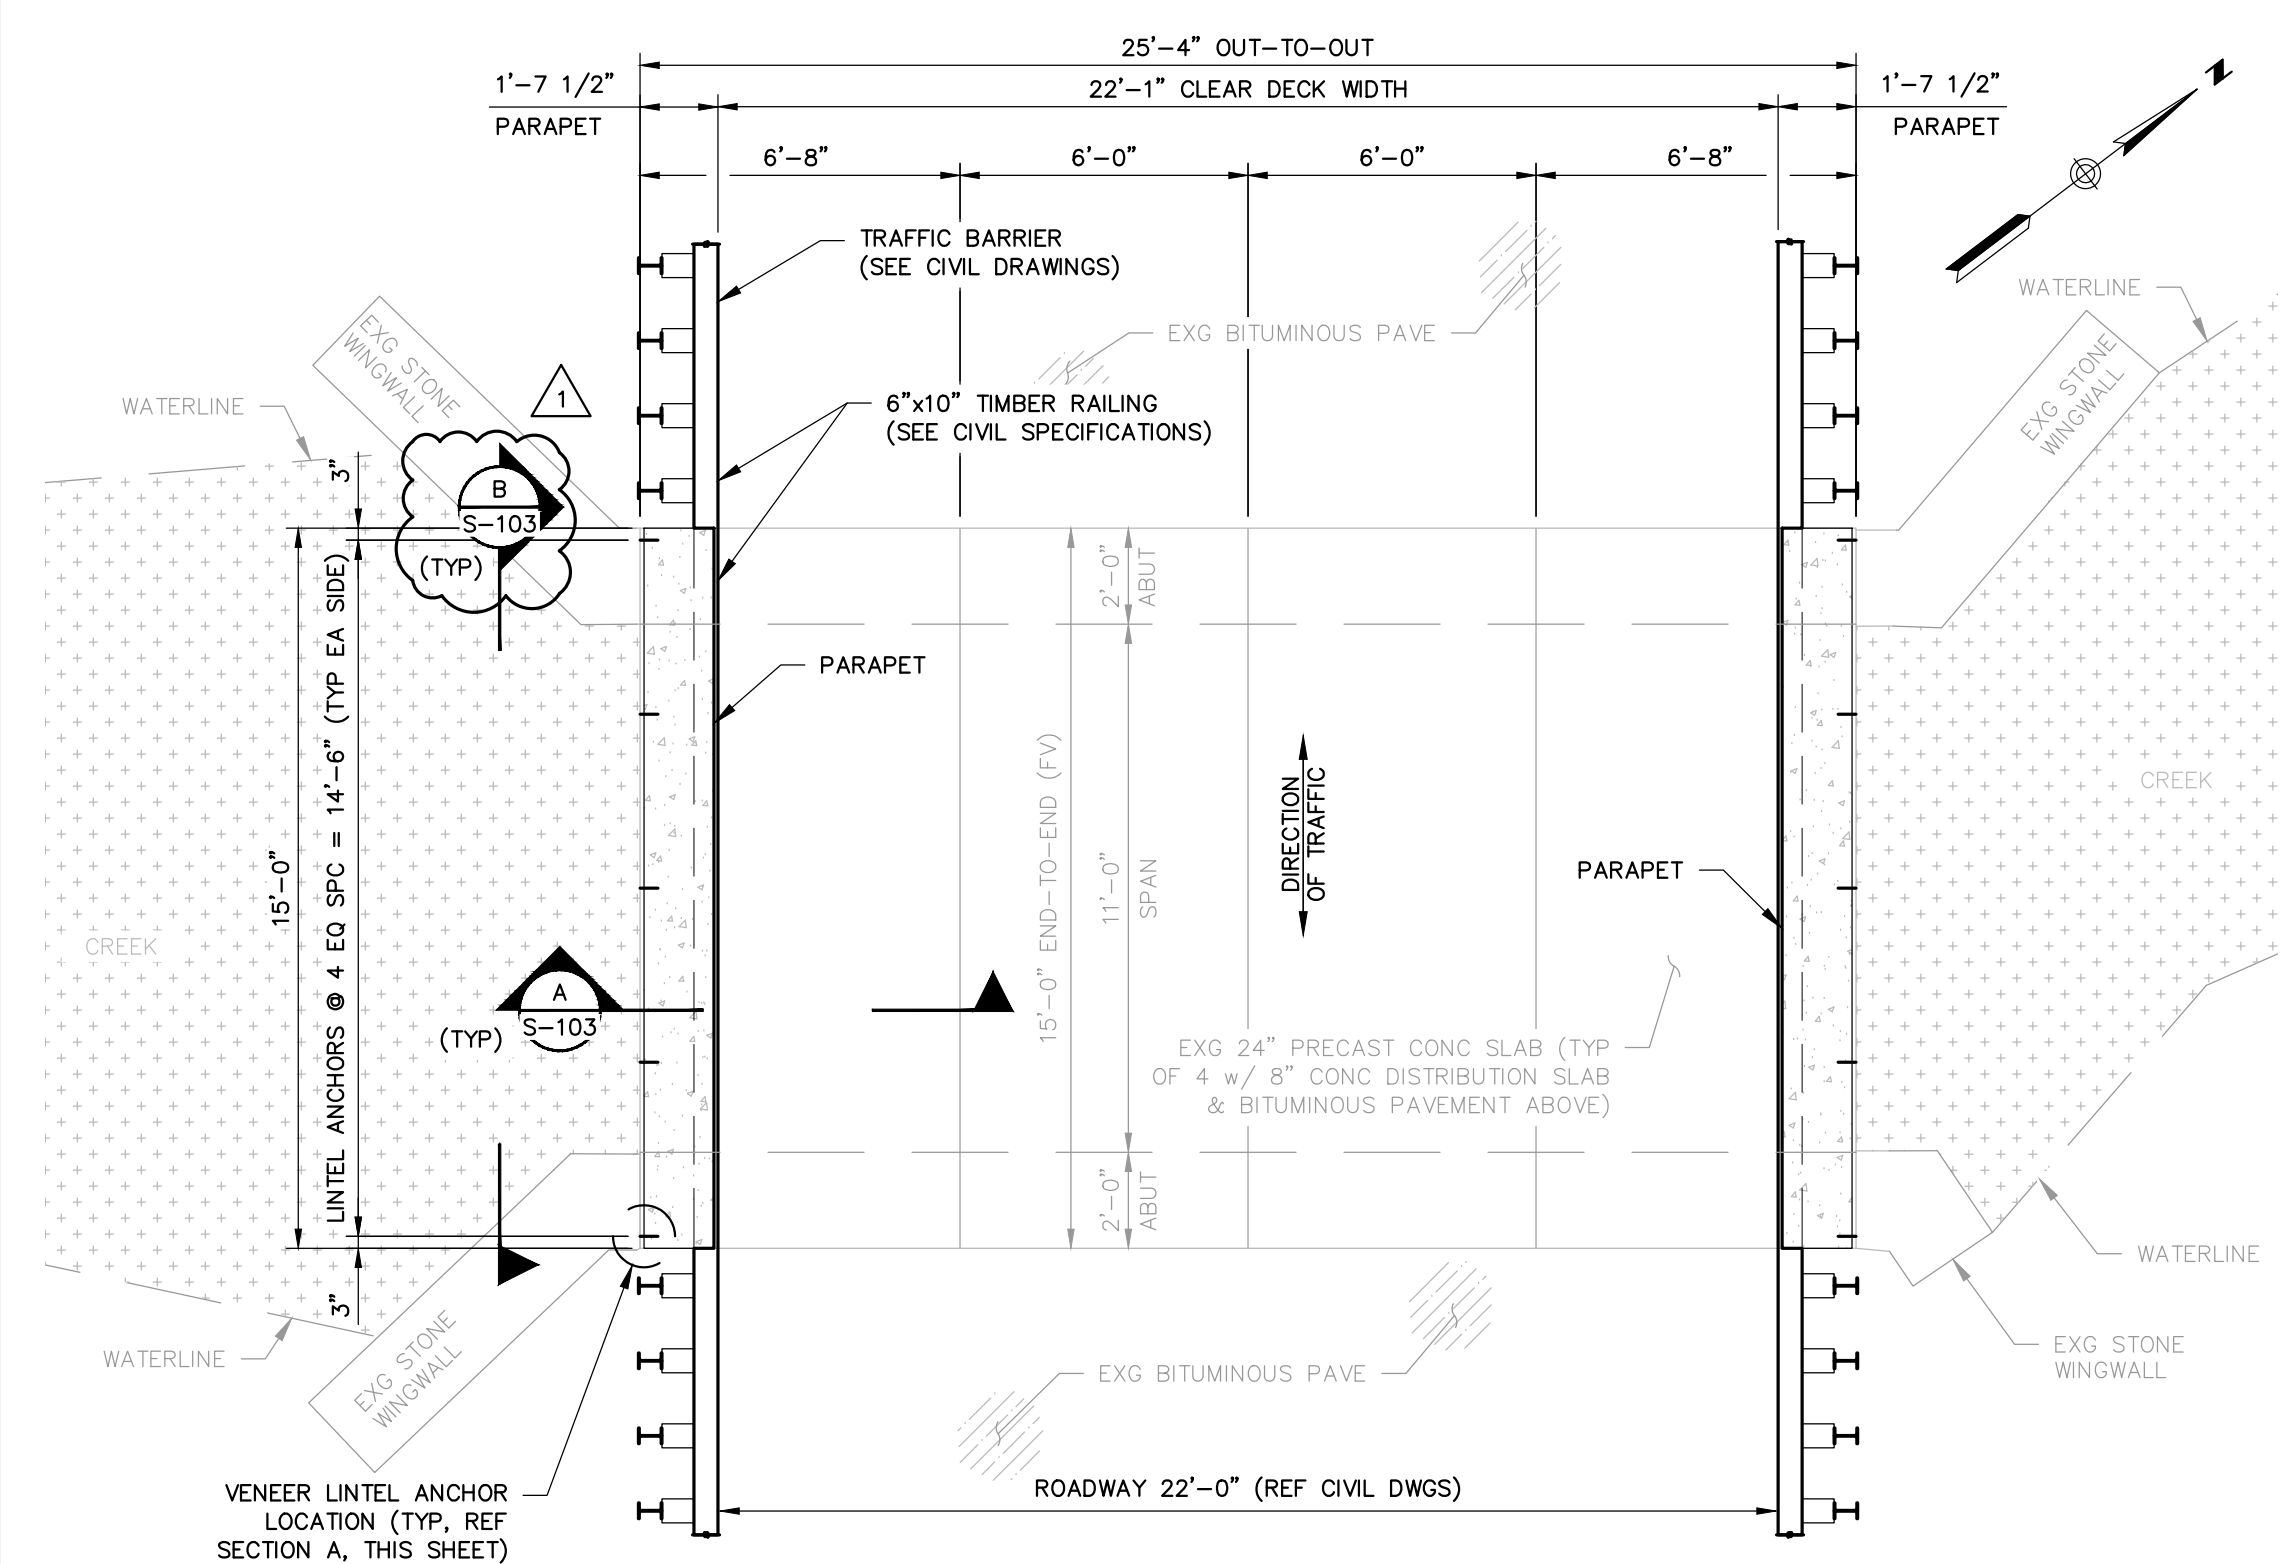 25'-4" OUT-TO-OUT
1'-7 1/2"
PARAPET
22'-1" CLEAR DECK WIDTH
1'-7 1/2"
PARAPET
N
6'-8"
6'-0"
6'-0"
6'-8"
TRAFFIC BARRIER
(SEE CIVIL DRAWINGS)
EXG BITUMINOUS PAVE
WATERLINE
EXG STONE
WINGWALL
EXG STONE
WINGWALL
1
WATERLINE
6"x10" TIMBER RAILING
(SEE CIVIL SPECIFICATIONS)
3"
B
S-103
(TYP)
2'-0"
ABUT
PARAPET
15'-0"
LINTEL ANCHORS @ 4 EQ SPC = 14'-6" (TYP EA SIDE)
15'-0" END-TO-END (FV)
11'-0"
SPAN
DIRECTION
OF TRAFFIC
CREEK
PARAPET
CREEK
A
S-103
(TYP)
EXG 24" PRECAST CONC SLAB (TYP
OF 4 w/ 8" CONC DISTRIBUTION SLAB
& BITUMINOUS PAVEMENT ABOVE)
2'-0"
ABUT
3"
WATERLINE
WATERLINE
EXG STONE
WINGWALL
EXG STONE
WINGWALL
EXG BITUMINOUS PAVE
VENEER LINTEL ANCHOR
LOCATION (TYP, REF
SECTION A, THIS SHEET)
ROADWAY 22'-0" (REF CIVIL DWGS)